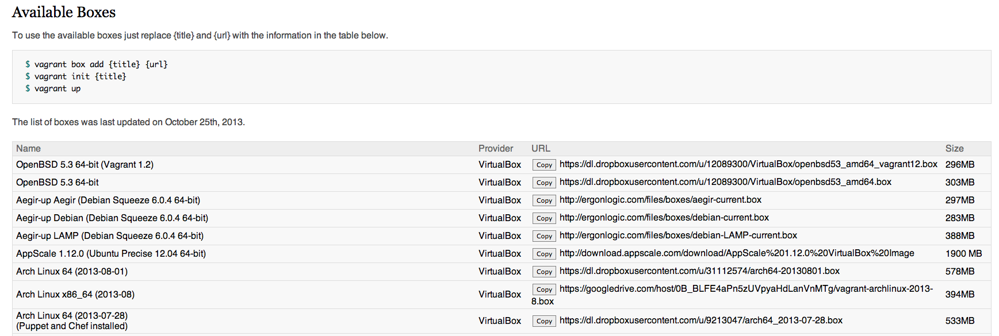 Available Boxes
To use the available boxes just replace {title} and {url} with the information in the table below.
$ vagrant box add {title} {url}
$ vagrant init {title}
$ vagrant up
The list of boxes was last updated on October 25th, 2013.
Name Provider URL Size
OpenBSD 5.3 64-bit (Vagrant 1.2) VirtualBox Copy https://dl.dropboxusercontent.com/u/12089300/VirtualBox/openbsd53_amd64_vagrant12.box 296MB
OpenBSD 5.3 64-bit VirtualBox Copy https://dl.dropboxusercontent.com/u/12089300/VirtualBox/openbsd53_amd64.box 303MB
Aegir-up Aegir (Debian Squeeze 6.0.4 64-bit) VirtualBox Copy http://ergonlogic.com/files/boxes/aegir-current.box 297MB
Aegir-up Debian (Debian Squeeze 6.0.4 64-bit) VirtualBox Copy http://ergonlogic.com/files/boxes/debian-current.box 283MB
Aegir-up LAMP (Debian Squeeze 6.0.4 64-bit) VirtualBox Copy http://ergonlogic.com/files/boxes/debian-LAMP-current.box 388MB
AppScale 1.12.0 (Ubuntu Precise 12.04 64-bit) VirtualBox Copy http://download.appscale.com/download/AppScale%201.12.0%20VirtualBox%20Image 1900 MB
Arch Linux 64 (2013-08-01) VirtualBox Copy https://dl.dropboxusercontent.com/u/31112574/arch64-20130801.box 578MB
Arch Linux x86_64 (2013-08) VirtualBox Copy https://googledrive.com/host/0B_BLFE4aPn5zUVpyaHdLanVnMTg/vagrant-archlinux-2013-
8.box 394MB
Arch Linux 64 (2013-07-28)
(Puppet and Chef installed) VirtualBox Copy https://dl.dropboxusercontent.com/u/9213047/arch64_2013-07-28.box 533MB